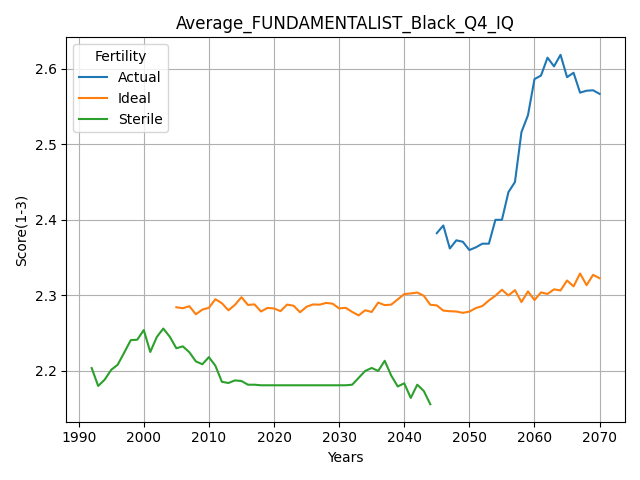 Average_FUNDAMENTALIST_Black_Q4_IQ
Fertility
Actual
Ideal
Sterile
2.6
2.5
2.4
2.3
2.2
Score(1-3)
1990 2000 2010 2020 2030 2040 2050 2060 2070
Years